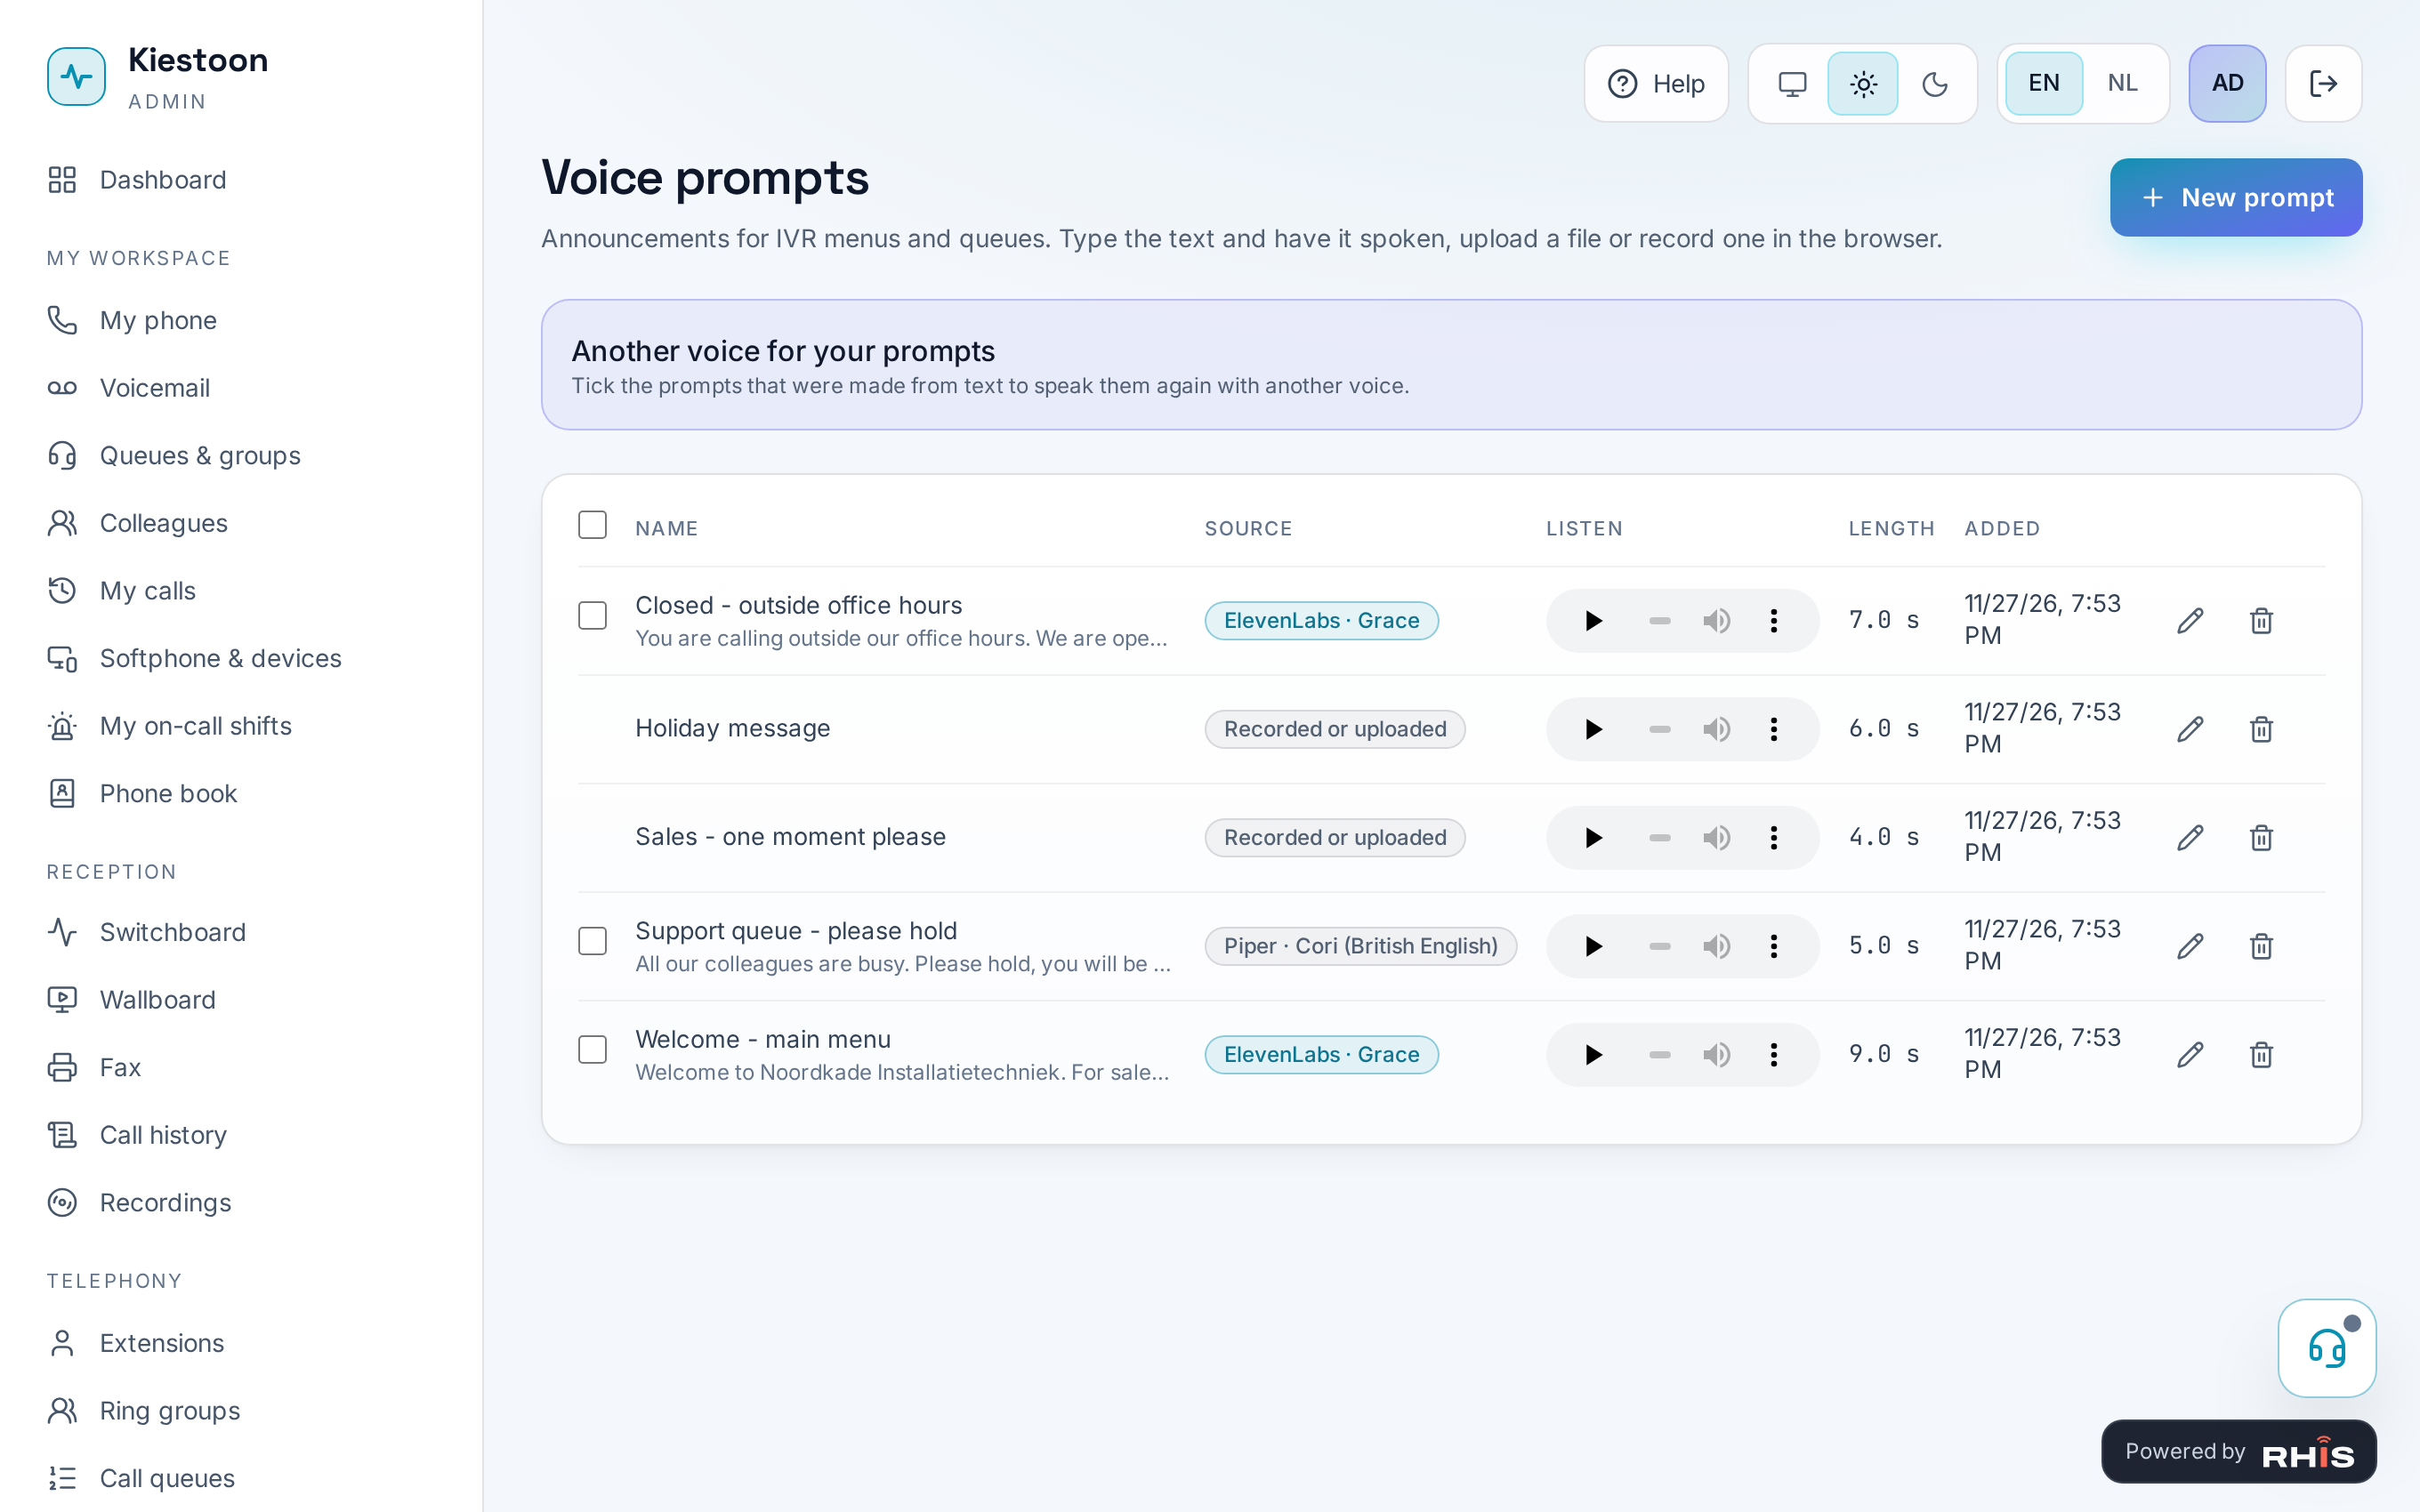 Kiestoon
ADMIN
Dashboard
MY WORKSPACE
My phone
Voicemail
Queues & groups
Colleagues
My calls
Softphone & devices
My on-call shifts
Phone book
RECEPTION
Switchboard
Wallboard
Fax
Call history
Recordings
TELEPHONY
Extensions
Ring groups
Call queues
Help
EN NL
AD
Voice prompts
Announcements for IVR menus and queues. Type the text and have it spoken, upload a file or record one in the browser.
New prompt
Another voice for your prompts
Tick the prompts that were made from text to speak them again with another voice.
NAME SOURCE LISTEN LENGTH ADDED
Closed - outside office hours
You are calling outside our office hours. We are ope...
ElevenLabs · Grace
7.0 s
11/27/26, 7:53
PM
Holiday message
Recorded or uploaded
6.0 s
11/27/26, 7:53
PM
Sales - one moment please
Recorded or uploaded
4.0 s
11/27/26, 7:53
PM
Support queue - please hold
All our colleagues are busy. Please hold, you will be ...
Piper · Cori (British English)
5.0 s
11/27/26, 7:53
PM
Welcome - main menu
Welcome to Noordkade Installatietechniek. For sale...
ElevenLabs · Grace
9.0 s
11/27/26, 7:53
PM
Powered by RHiS